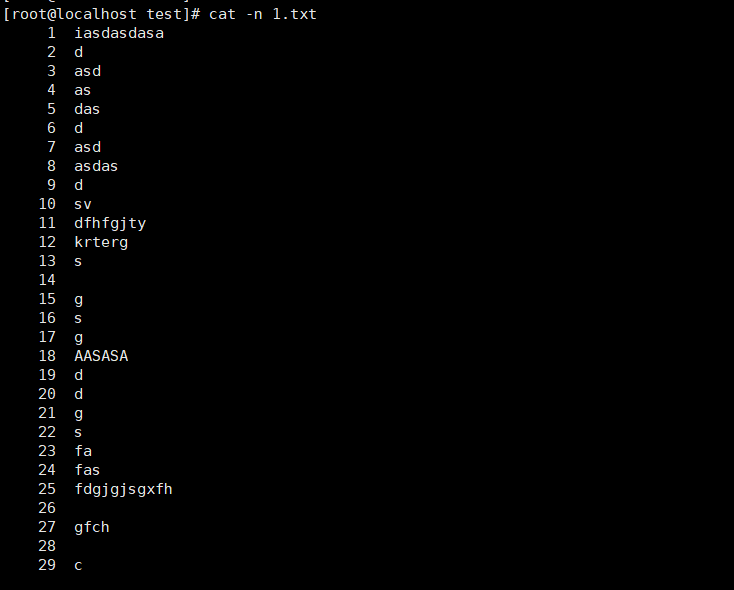 [root@localhost test]# cat -n 1.txt
1 iasdasdasa
2 d
3 asd
4 as
5 das
6 d
7 asd
8 asdas
9 d
10 sv
11 dfhfgjty
12 krterg
13 s
14
15 g
16 s
17 g
18 AASASA
19 d
20 d
21 g
22 s
23 fa
24 fas
25 fdgjgjsgxfh
26
27 gfch
28
29 c